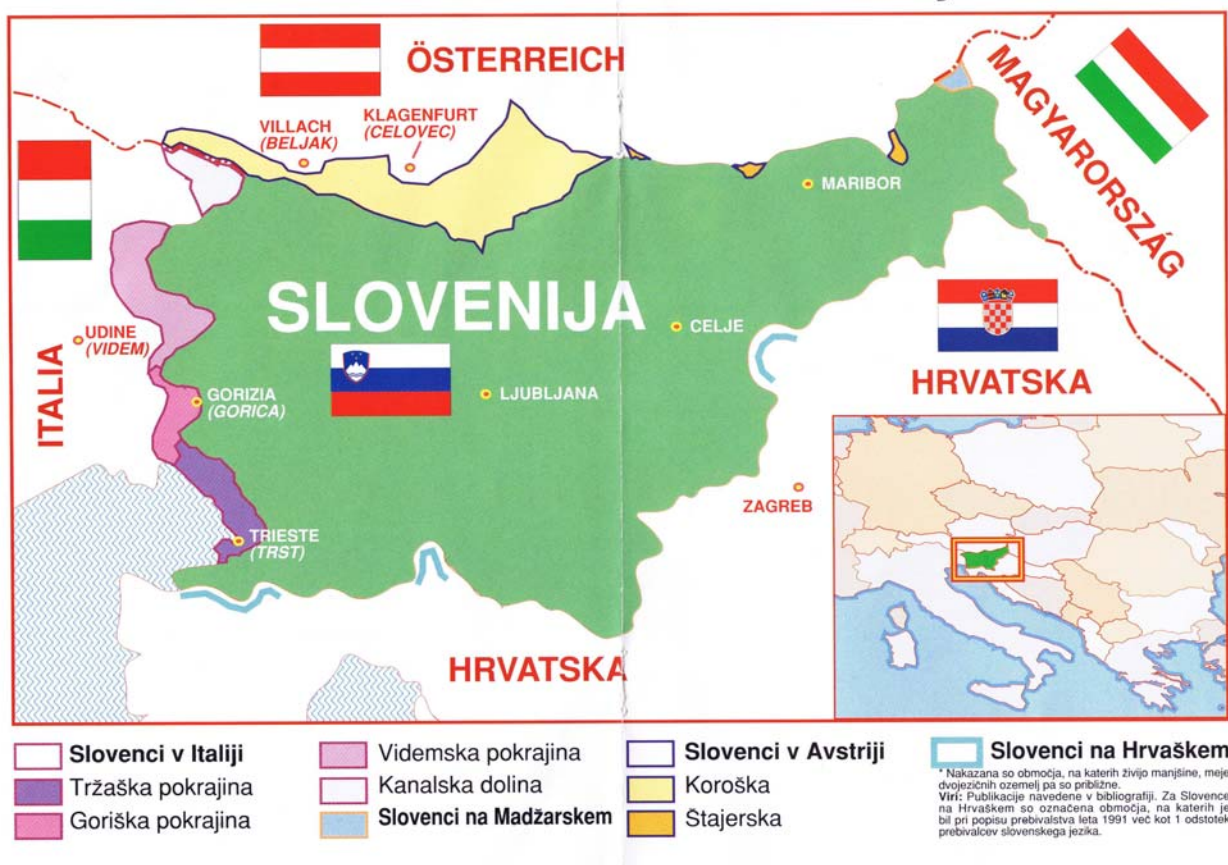 ÖSTERREICH
MAGYARORSZÁG
KLAGENFURT
(CELOVEC)
VILLACH
(BELJAK)
MARIBOR
SLOVENIJA
UDINE
(VIDEM)
ITALIA
CELJE
GORIZIA
(GORICA)
LJUBLJANA
HRVATSKA
ZAGREB
TRIESTE
(TRST)
HRVATSKA
Slovenci v Italiji
Tržaška pokrajina
Goriška pokrajina
Videmska pokrajina
Kanalska dolina
Slovenci na Madžarskem
Slovenci v Avstriji
Koroška
Štajerska
Slovenci na Hrvaškem
* Nakazana so območja, na katerih živijo manjšine, meje
dvojezičnih ozemelj pa so približne.
Viri: Publikacije navedene v bibliografiji. Za Slovence
na Hrvaškem so označena območja, na katerih je
bil pri popisu prebivalstva leta 1991 več kot 1 odstotek
prebivalcev slovenskega jezika.